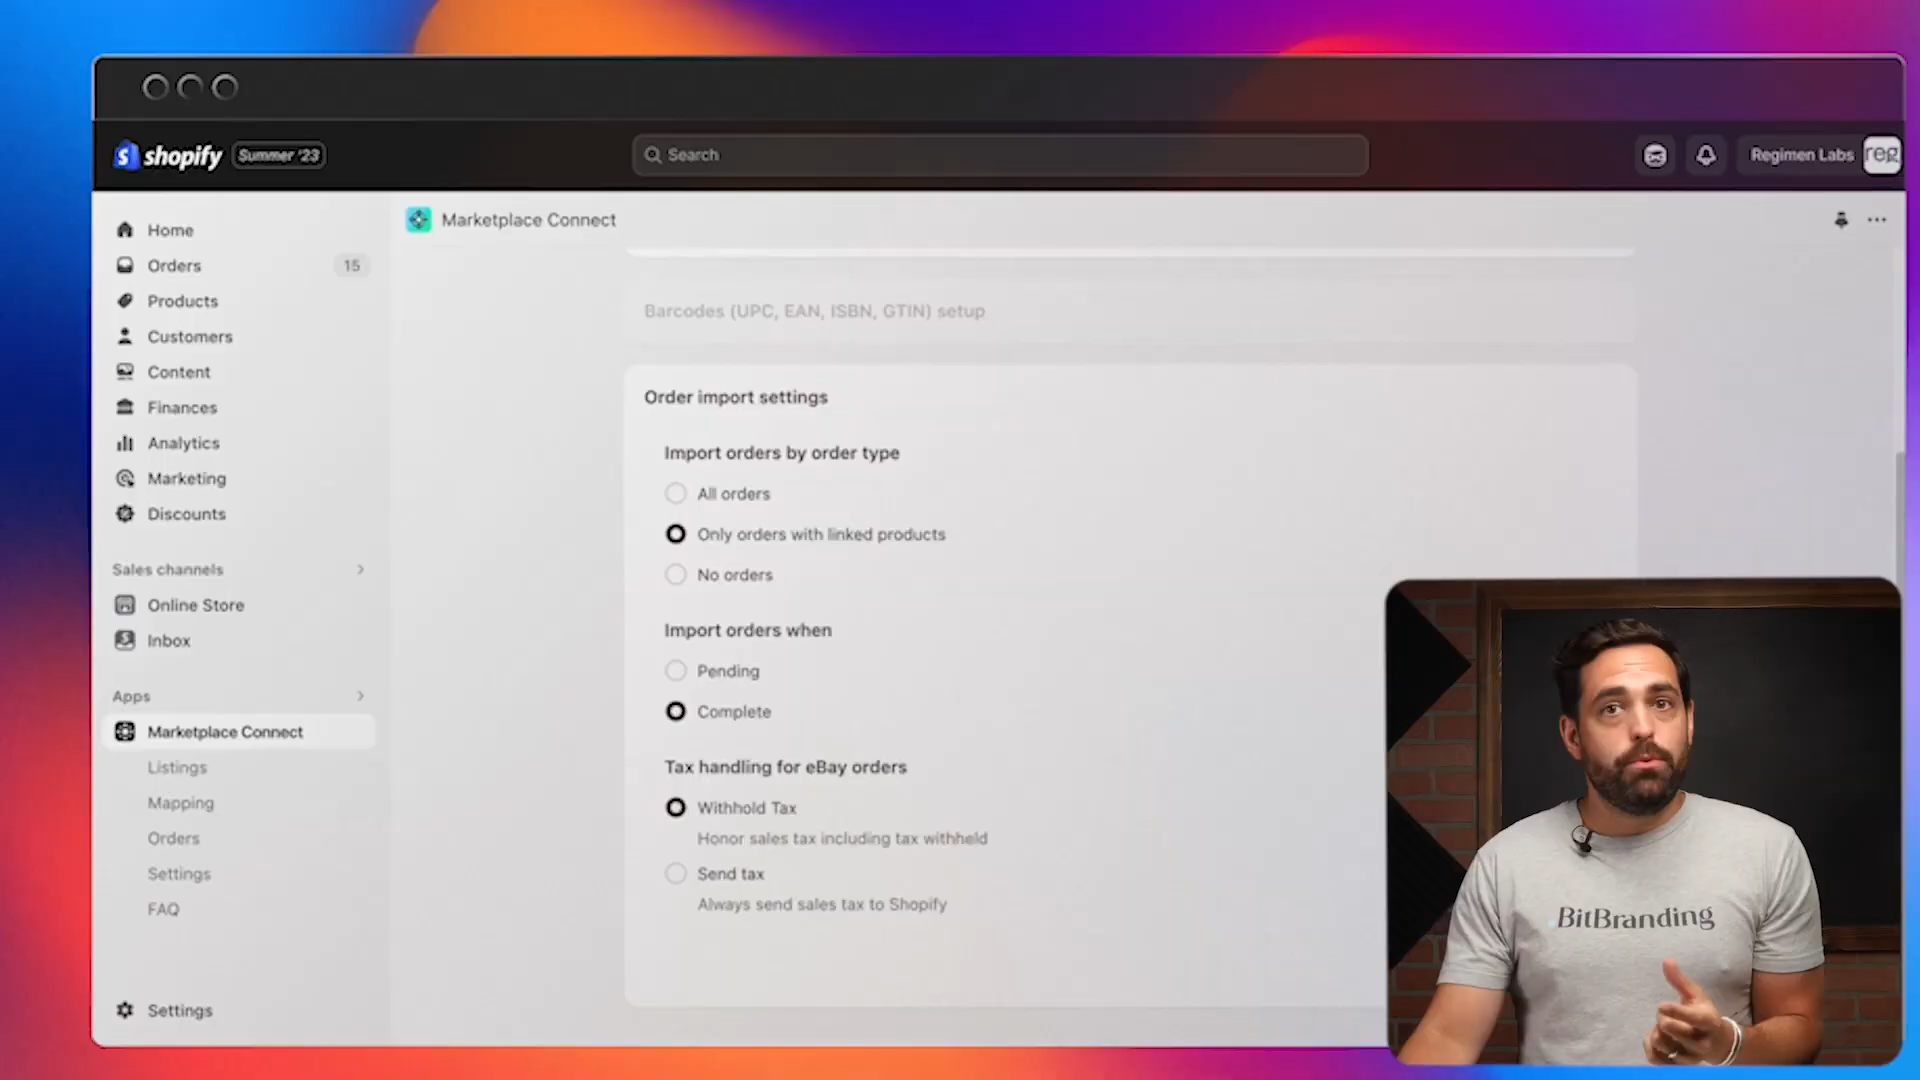 shopify Summer '23
Search
Regimen Labs
reg
Home
Orders 15
Products
Customers
Content
Finances
Analytics
Marketing
Discounts
Sales channels
Online Store
Inbox
Apps
Marketplace Connect
Listings
Mapping
Orders
Settings
FAQ
Settings
Marketplace Connect
Barcodes (UPC, EAN, ISBN, GTIN) setup
Order import settings
Import orders by order type
All orders
Only orders with linked products
No orders
Import orders when
Pending
Complete
Tax handling for eBay orders
Withhold Tax
Honor sales tax including tax withheld
Send tax
Always send sales tax to Shopify
BitBranding